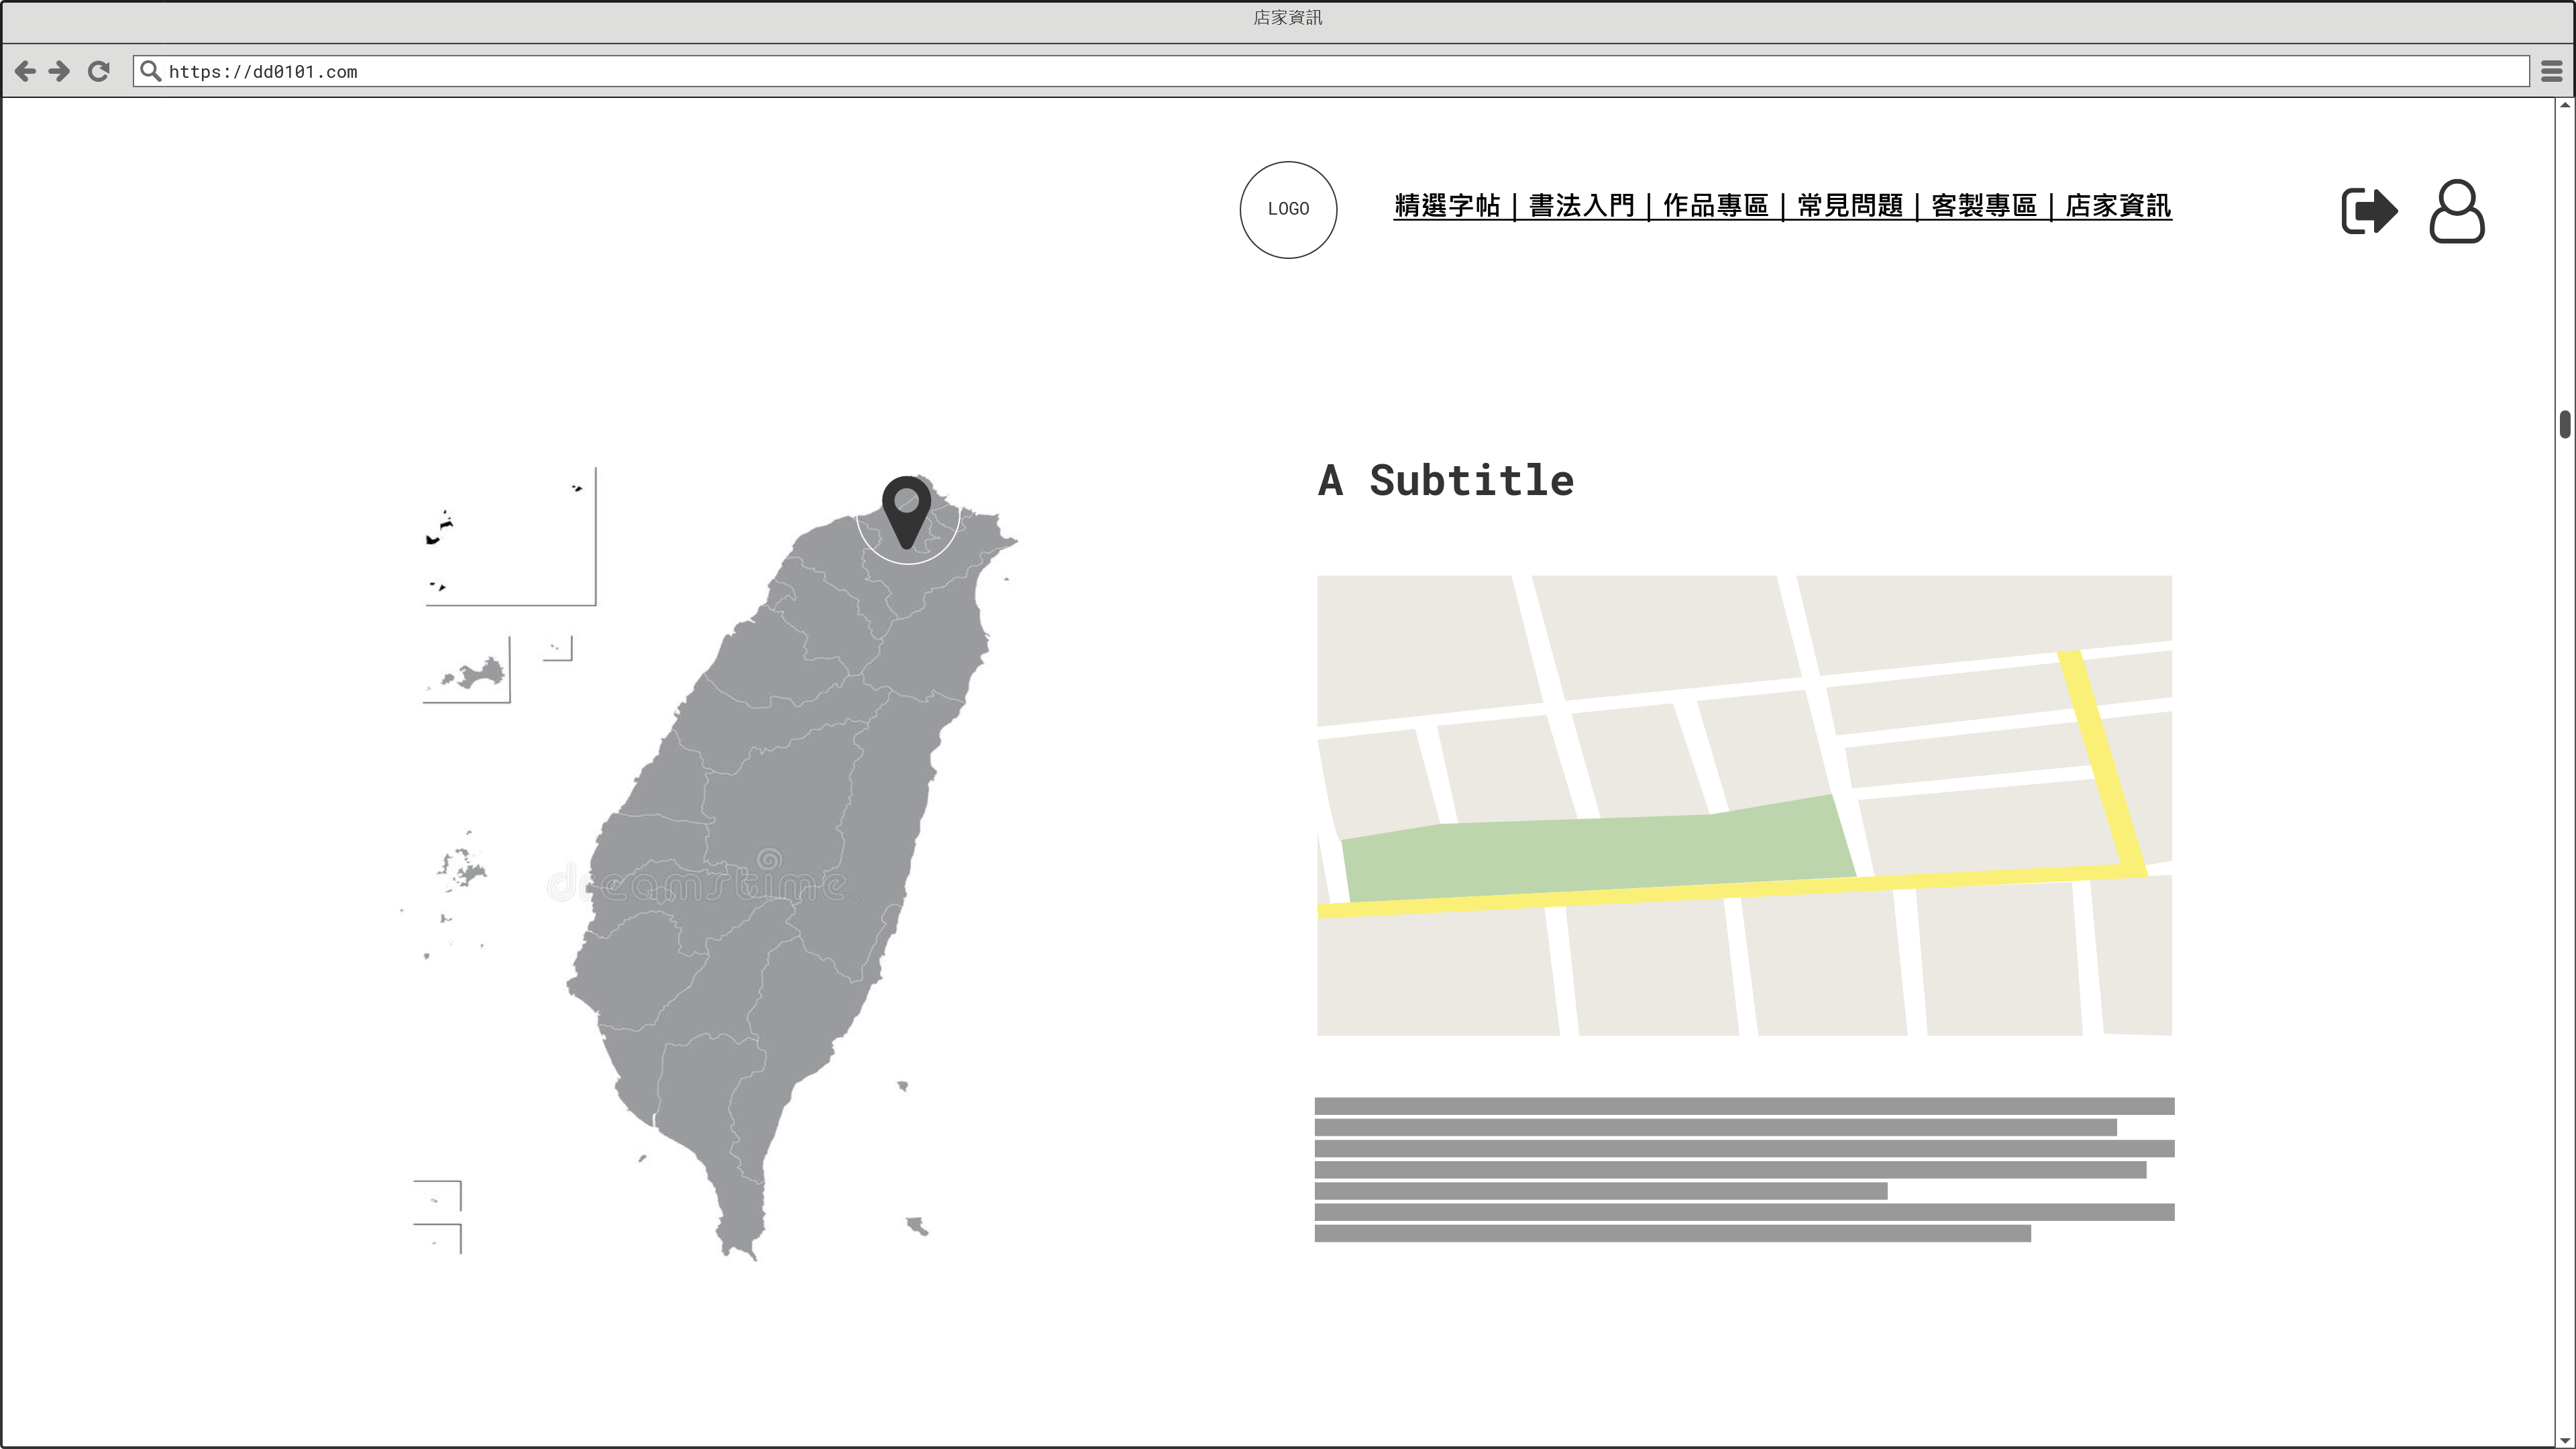 店家資訊
https://dd0101.com
LOGO
精選字帖 | 書法入門 | 作品專區 | 常見問題 | 客製專區 | 店家資訊
A Subtitle
dreamstime